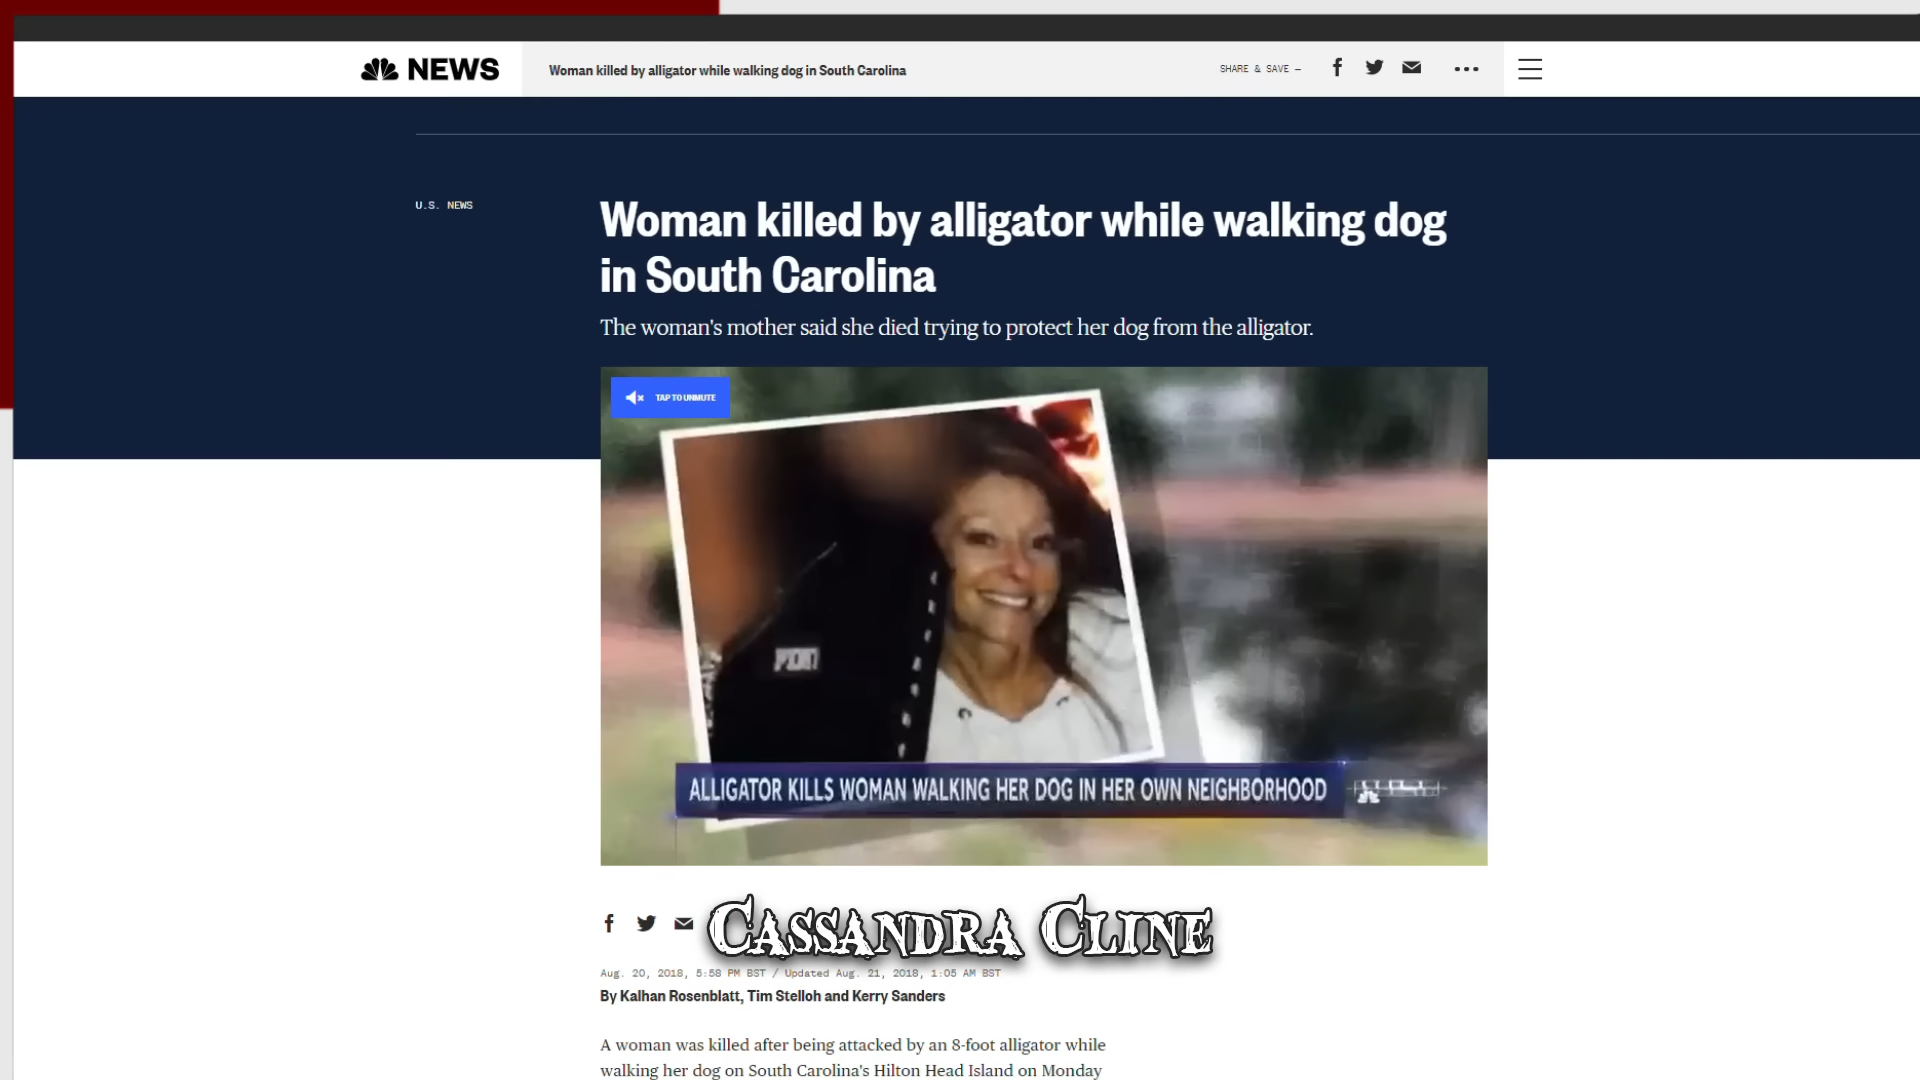 NEWS
Woman killed by alligator while walking dog in South Carolina
SHARE & SAVE —
U.S. NEWS
Woman killed by alligator while walking dog
in South Carolina
The woman's mother said she died trying to protect her dog from the alligator.
TAP TO UNMUTE
ALLIGATOR KILLS WOMAN WALKING HER DOG IN HER OWN NEIGHBORHOOD
CASSANDRA CLINE
Aug. 20, 2018, 5:58 PM BST / Updated Aug. 21, 2018, 1:05 AM BST
By Kalhan Rosenblatt, Tim Stelloh and Kerry Sanders
A woman was killed after being attacked by an 8-foot alligator while
walking her dog on South Carolina's Hilton Head Island on Monday